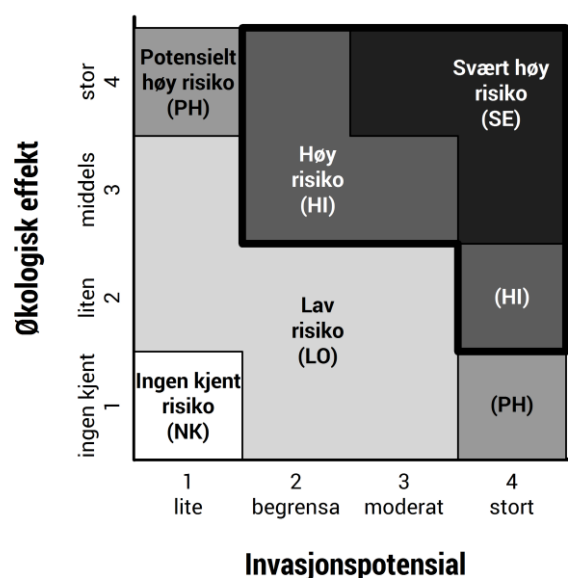 Økologisk effekt
stor
4
middels
3
liten
2
ingen kjent
1
Potensielt
høy risiko
(PH)
Svært høy
risiko
(SE)
Høy
risiko
(HI)
(HI)
Lav
risiko
(LO)
Ingen kjent
risiko
(NK)
(PH)
1
lite
2
begrensa
3
moderat
4
stort
Invasjonspotensial